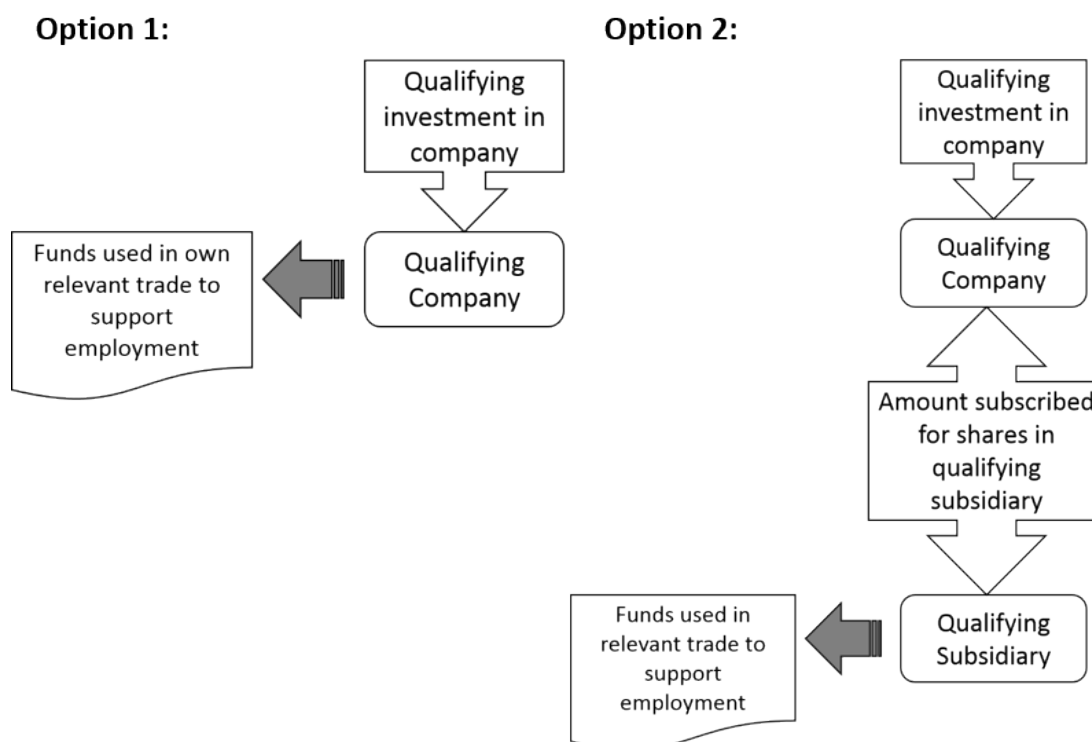 Option 1:
Qualifying
investment in
company
Qualifying
Company
Funds used in own
relevant trade to
support
employment
Option 2:
Qualifying
investment in
company
Qualifying
Company
Amount subscribed
for shares in
qualifying
subsidiary
Qualifying
Subsidiary
Funds used in
relevant trade to
support
employment